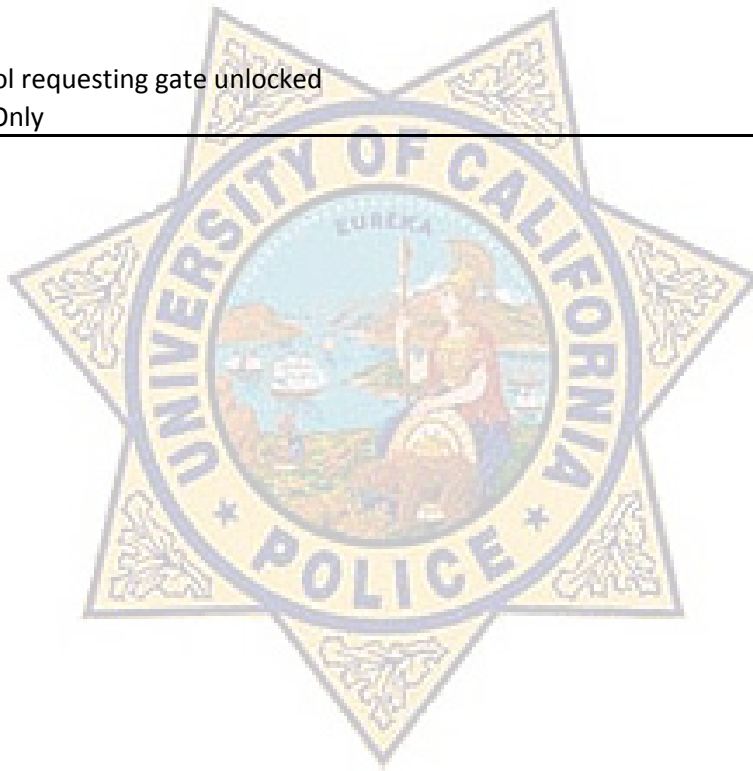 ol requesting gate unlocked
Only
UNIVERSITY OF CALIFORNIA
EUREKA
★ POLICE ★